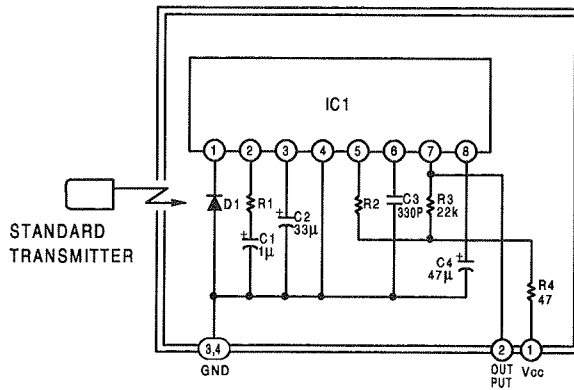 IC1
1 2 3 4 5 6 7 8
D1
R1
+
C1
1μ
+
C2
33μ
R2
C3
330P
R3
22k
+
C4
47μ
R4
47
STANDARD
TRANSMITTER
3,4
GND
2
OUT
PUT
1
Vcc